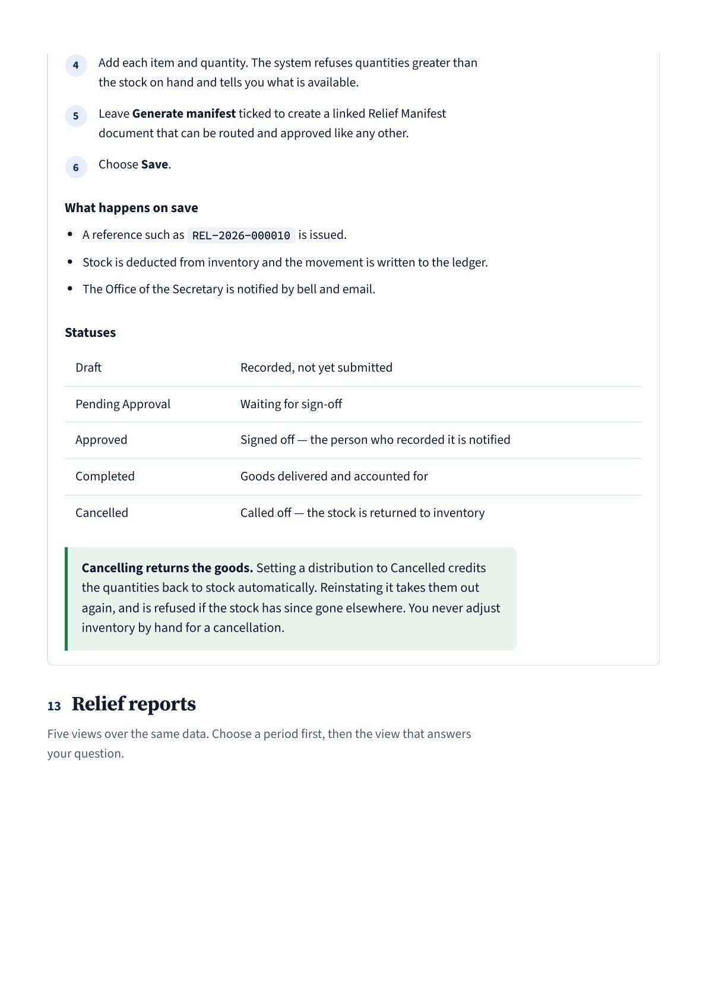 4 Add each item and quantity. The system refuses quantities greater than
the stock on hand and tells you what is available.
5 Leave Generate manifest ticked to create a linked Relief Manifest
document that can be routed and approved like any other.
6 Choose Save.
What happens on save
• A reference such as REL-2026-000010 is issued.
• Stock is deducted from inventory and the movement is written to the ledger.
• The Office of the Secretary is notified by bell and email.
Statuses
Draft Recorded, not yet submitted
Pending Approval Waiting for sign-off
Approved Signed off — the person who recorded it is notified
Completed Goods delivered and accounted for
Cancelled Called off — the stock is returned to inventory
Cancelling returns the goods. Setting a distribution to Cancelled credits
the quantities back to stock automatically. Reinstating it takes them out
again, and is refused if the stock has since gone elsewhere. You never adjust
inventory by hand for a cancellation.
13 Relief reports
Five views over the same data. Choose a period first, then the view that answers
your question.